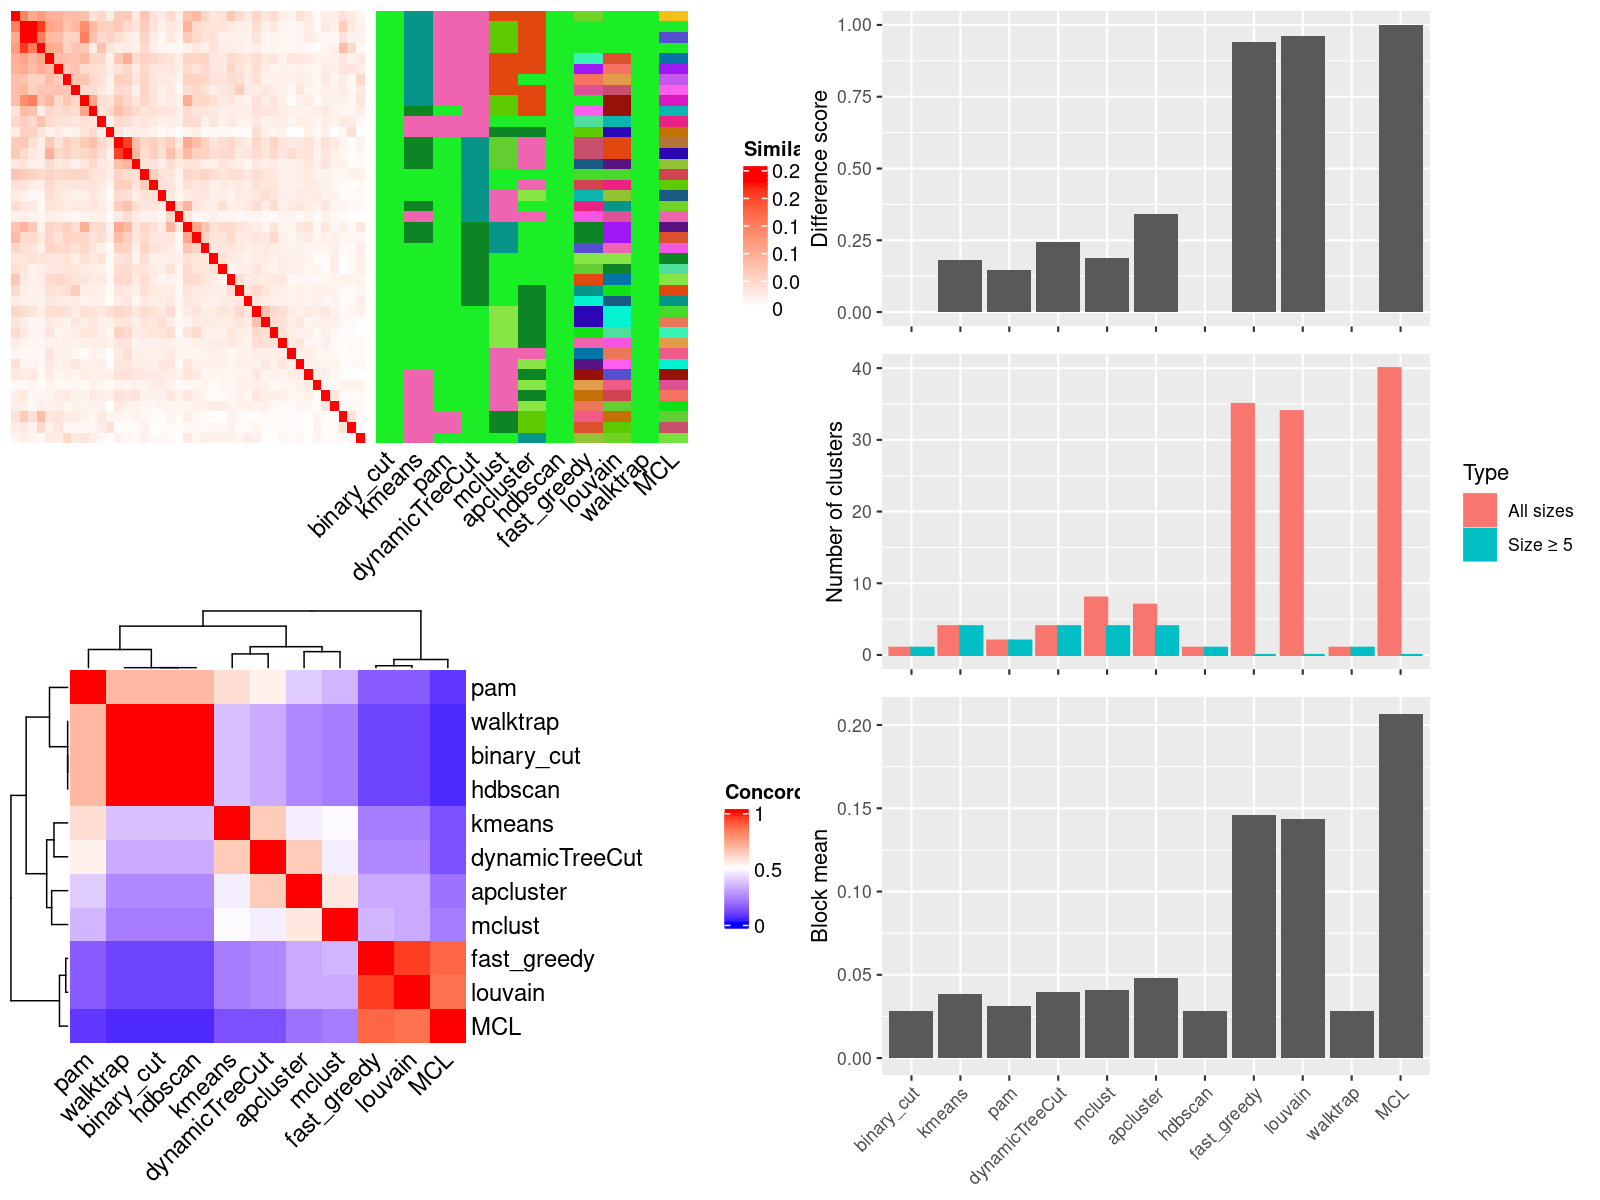 Simila
0.2
0.2
0.1
0.1
0.0
0
binary_cut
kmeans
pam
dynamicTreeCut
mclust
apcluster
hdbscan
fast_greedy
louvain
walktrap
MCL
pam
walktrap
binary_cut
hdbscan
kmeans
dynamicTreeCut
apcluster
mclust
fast_greedy
louvain
MCL
pam
walktrap
binary_cut
hdbscan
kmeans
dynamicTreeCut
apcluster
mclust
fast_greedy
louvain
MCL
Concord
1
0.5
0
Difference score
1.00
0.75
0.50
0.25
0.00
Number of clusters
40
30
20
10
0
Type
All sizes
Size ≥ 5
Block mean
0.20
0.15
0.10
0.05
0.00
binary_cut
kmeans
pam
dynamicTreeCut
mclust
apcluster
hdbscan
fast_greedy
louvain
walktrap
MCL